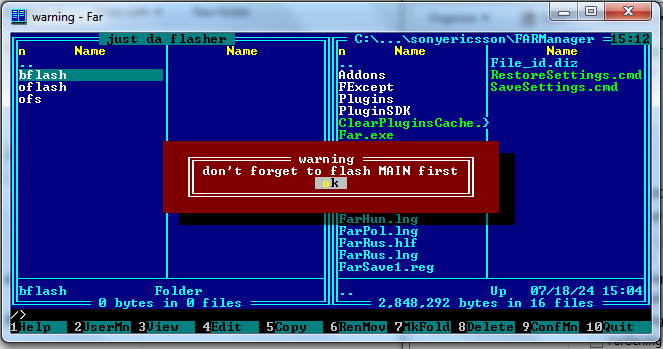 warning - Far
just da flasher
C:\...\sonyericsson\FARManager
15:12
n Name Name
n Name Name
..
bflash
oflash
ofs
..
Addons
FExcept
Plugins
PluginSDK
ClearPluginsCache.>
Far.exe
File_id.diz
RestoreSettings.cmd
SaveSettings.cmd
warning
don't forget to flash MAIN first
ok
FarHun.lng
FarPol.lng
FarRus.hlf
FarRus.lng
FarSave1.reg
bflash Folder
0 bytes in 0 files
.. Up 07/18/24 15:04
2,848,292 bytes in 16 files
/>
1Help 2UserMn 3View 4Edit 5Copy 6RenMov 7MkFold 8Delete 9ConfMn 10Quit